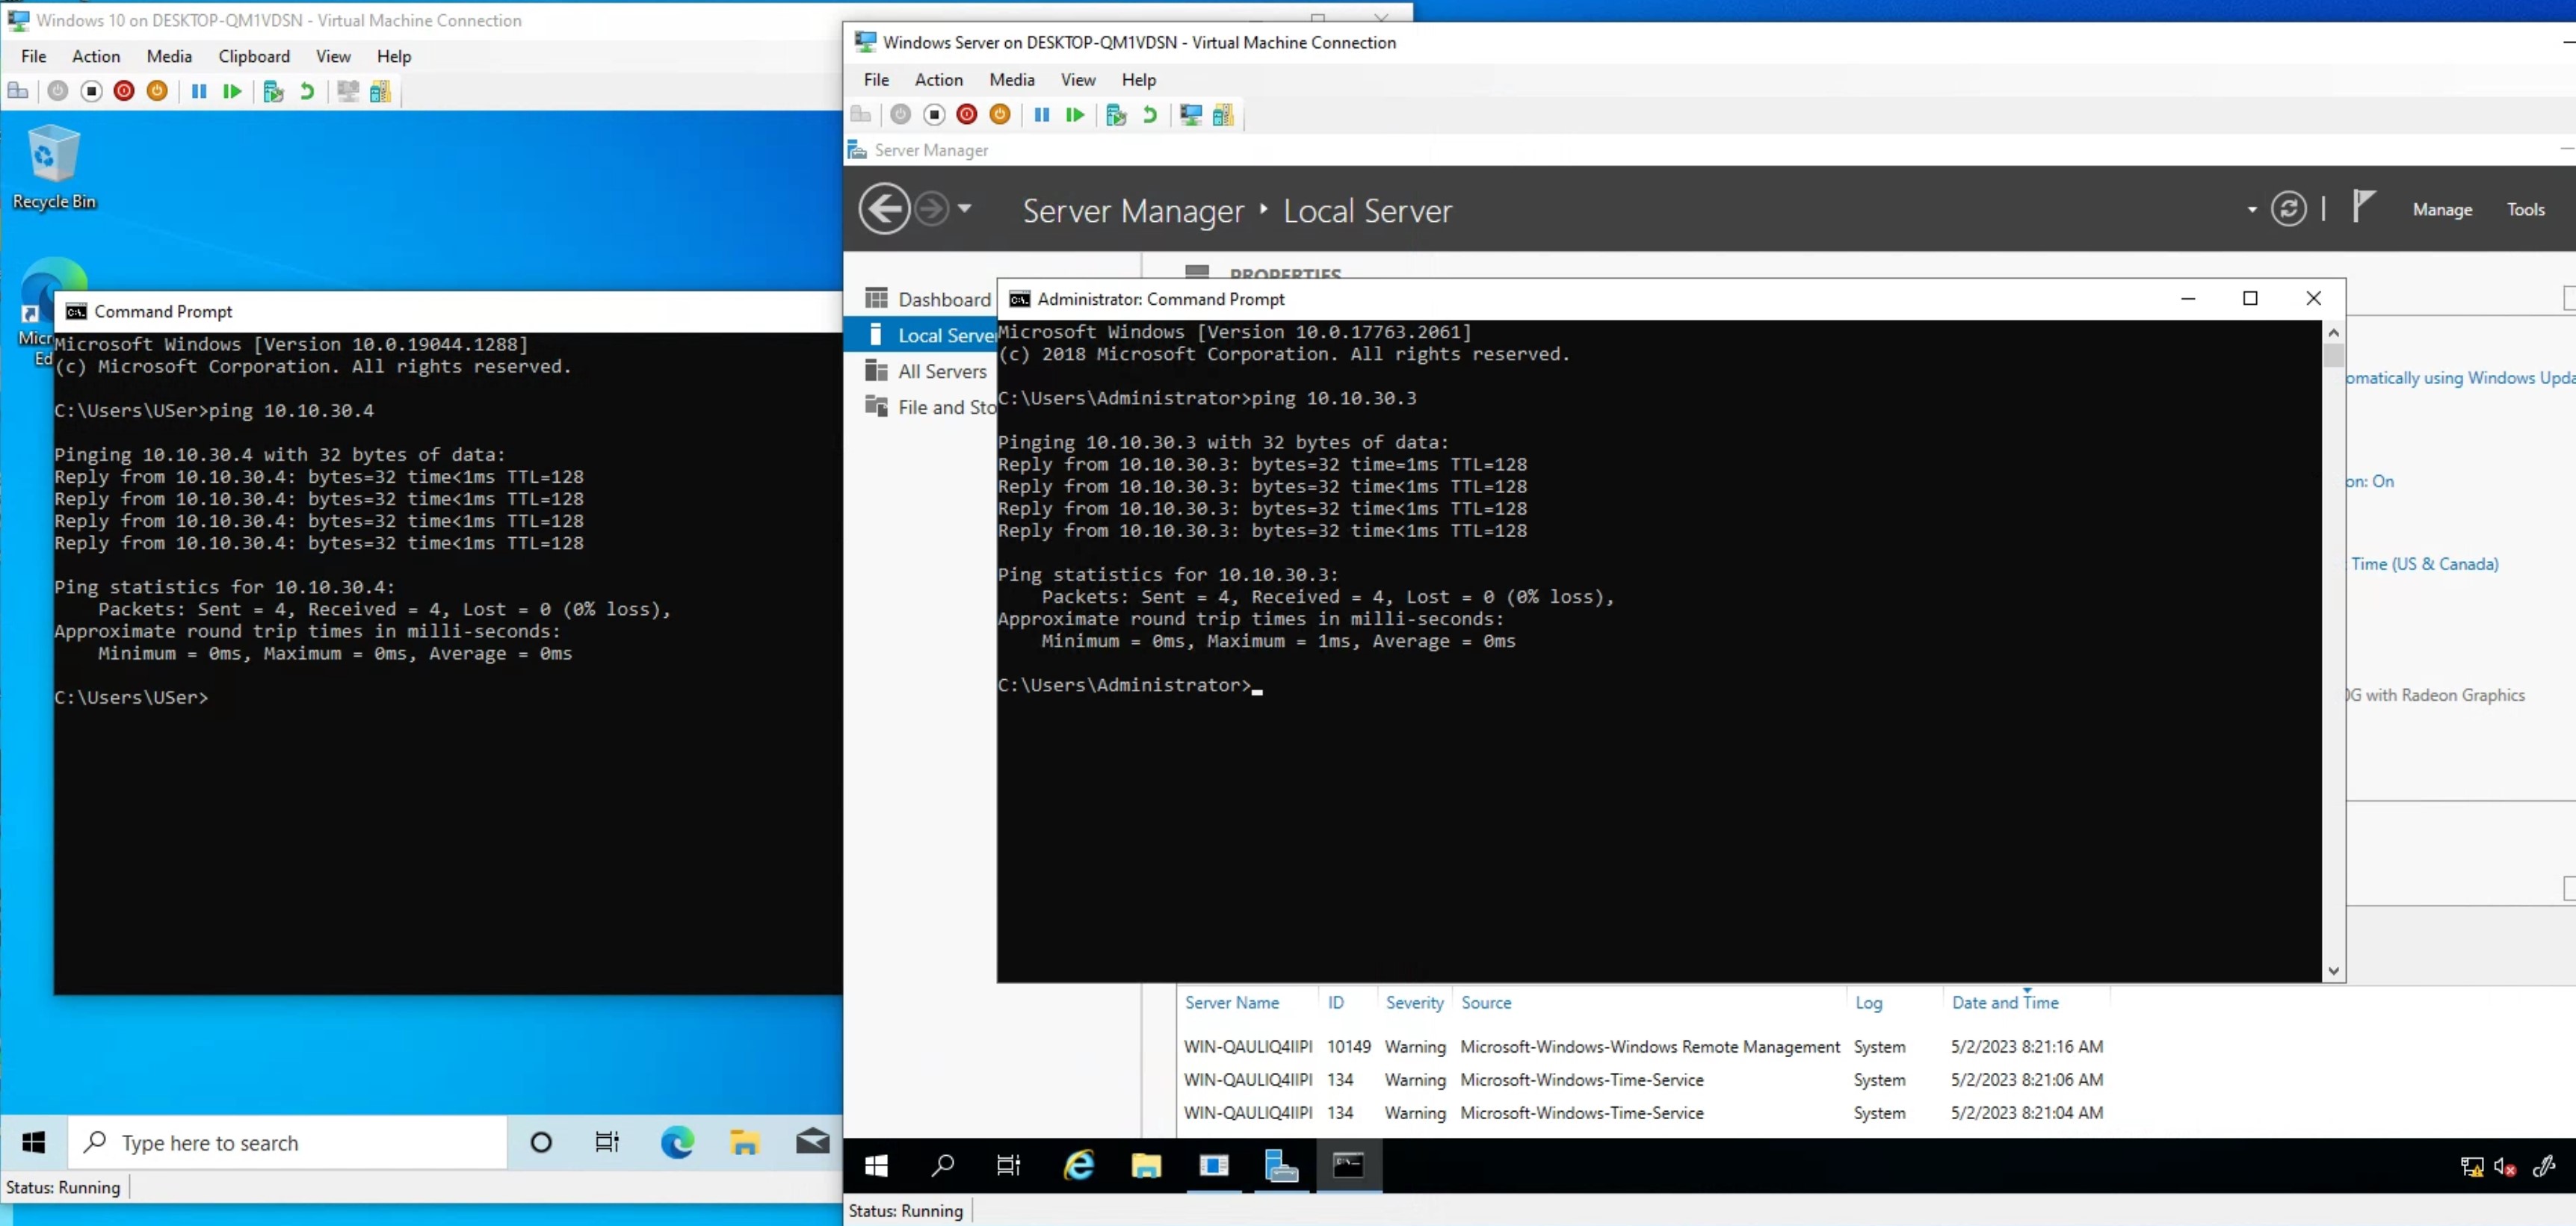 Windows 10 on DESKTOP-QM1VDSN - Virtual Machine Connection
File Action Media Clipboard View Help
Recycle Bin
Micr
Ed
Command Prompt
Microsoft Windows [Version 10.0.19044.1288]
(c) Microsoft Corporation. All rights reserved.
C:\Users\USer>ping 10.10.30.4
Pinging 10.10.30.4 with 32 bytes of data:
Reply from 10.10.30.4: bytes=32 time<1ms TTL=128
Reply from 10.10.30.4: bytes=32 time<1ms TTL=128
Reply from 10.10.30.4: bytes=32 time<1ms TTL=128
Reply from 10.10.30.4: bytes=32 time<1ms TTL=128
Ping statistics for 10.10.30.4:
Packets: Sent = 4, Received = 4, Lost = 0 (0% loss),
Approximate round trip times in milli-seconds:
Minimum = 0ms, Maximum = 0ms, Average = 0ms
C:\Users\USer>
Type here to search
Status: Running
Windows Server on DESKTOP-QM1VDSN - Virtual Machine Connection
File Action Media View Help
Server Manager
Server Manager ‣ Local Server
Manage Tools
PROPERTIES
Dashboard
Local Serve
All Servers
File and Sto
Administrator: Command Prompt
Microsoft Windows [Version 10.0.17763.2061]
(c) 2018 Microsoft Corporation. All rights reserved.
C:\Users\Administrator>ping 10.10.30.3
Pinging 10.10.30.3 with 32 bytes of data:
Reply from 10.10.30.3: bytes=32 time=1ms TTL=128
Reply from 10.10.30.3: bytes=32 time<1ms TTL=128
Reply from 10.10.30.3: bytes=32 time<1ms TTL=128
Reply from 10.10.30.3: bytes=32 time<1ms TTL=128
Ping statistics for 10.10.30.3:
Packets: Sent = 4, Received = 4, Lost = 0 (0% loss),
Approximate round trip times in milli-seconds:
Minimum = 0ms, Maximum = 1ms, Average = 0ms
C:\Users\Administrator>
omatically using Windows Upda
on: On
Time (US & Canada)
0G with Radeon Graphics
Server Name ID Severity Source Log Date and Time
WIN-QAULIQ4IIPI 10149 Warning Microsoft-Windows-Windows Remote Management System 5/2/2023 8:21:16 AM
WIN-QAULIQ4IIPI 134 Warning Microsoft-Windows-Time-Service System 5/2/2023 8:21:06 AM
WIN-QAULIQ4IIPI 134 Warning Microsoft-Windows-Time-Service System 5/2/2023 8:21:04 AM
Status: Running